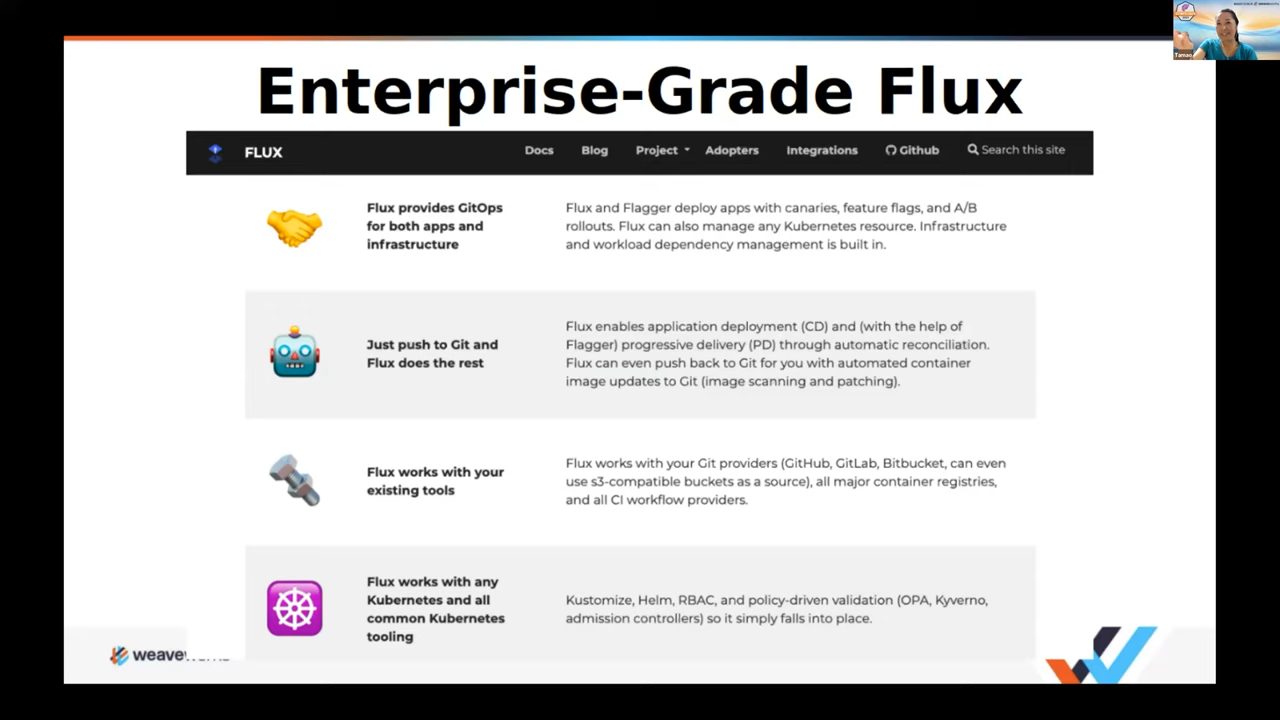 Enterprise-Grade Flux
FLUX
Docs
Blog
Project
Adopters
Integrations
Github
Search this site
Flux provides GitOps
for both apps and
infrastructure
Flux and Flagger deploy apps with canaries, feature flags, and A/B
rollouts. Flux can also manage any Kubernetes resource. Infrastructure
and workload dependency management is built in.
Just push to Git and
Flux does the rest
Flux enables application deployment (CD) and (with the help of
Flagger) progressive delivery (PD) through automatic reconciliation.
Flux can even push back to Git for you with automated container
image updates to Git (image scanning and patching).
Flux works with your
existing tools
Flux works with your Git providers (GitHub, GitLab, Bitbucket, can even
use s3-compatible buckets as a source), all major container registries,
and all CI workflow providers.
Flux works with any
Kubernetes and all
common Kubernetes
tooling
Kustomize, Helm, RBAC, and policy-driven validation (OPA, Kyverno,
admission controllers) so it simply falls into place.
Tamao